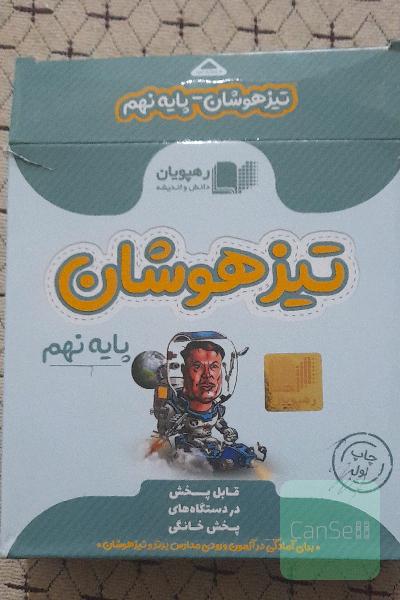 تیزهوشان - پایه نهم
رهپویان
دانش و اندیشه
تیزهوشان
پایه نهم
رهپویان
چاپ
اول
قابل پخش
در دستگاه‌های
پخش خانگی
برای آمادگی در آزمون ورودی مدارس برتر و تیزهوشان
CanSell